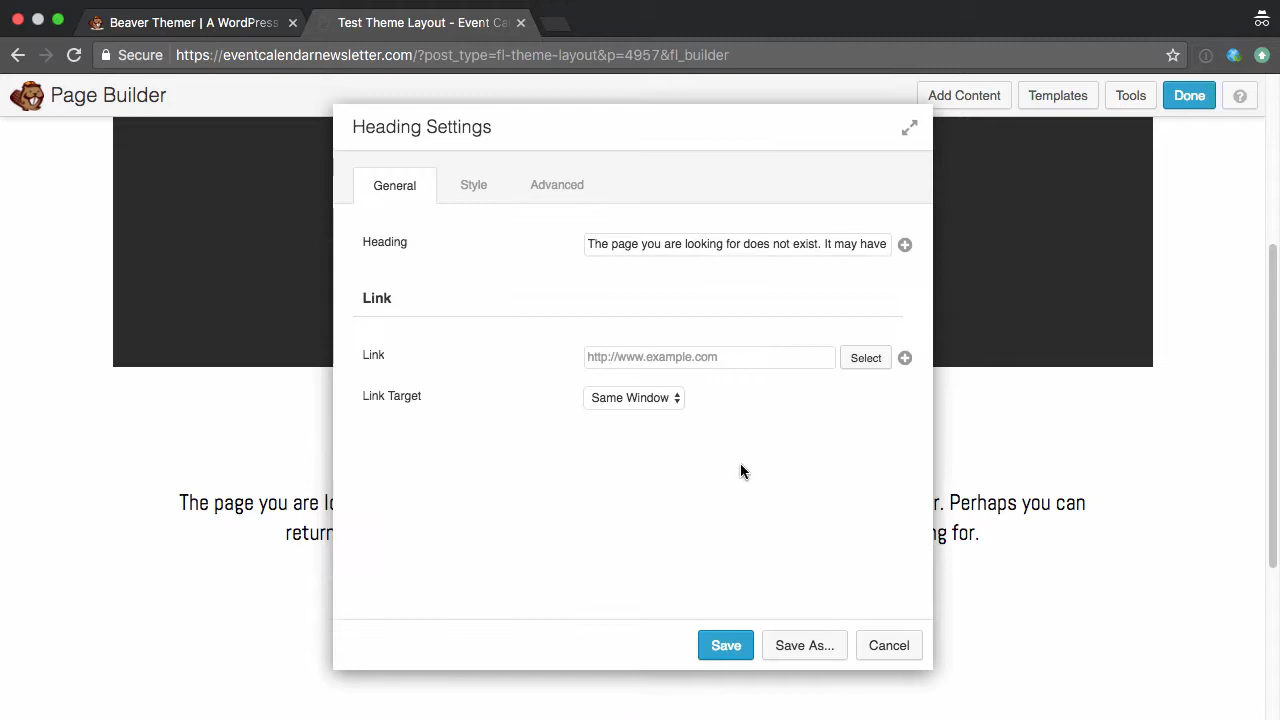 Beaver Themer | A WordPress
Test Theme Layout - Event Ca
Secure https://eventcalendarnewsletter.com/?post_type=fl-theme-layout&p=4957&fl_builder
Page Builder
Add Content
Templates
Tools
Done
?
Heading Settings
General
Style
Advanced
Heading
The page you are looking for does not exist. It may have
Link
Link
http://www.example.com
Select
Link Target
Same Window
The page you are lo
r. Perhaps you can
return
ng for.
Save
Save As...
Cancel